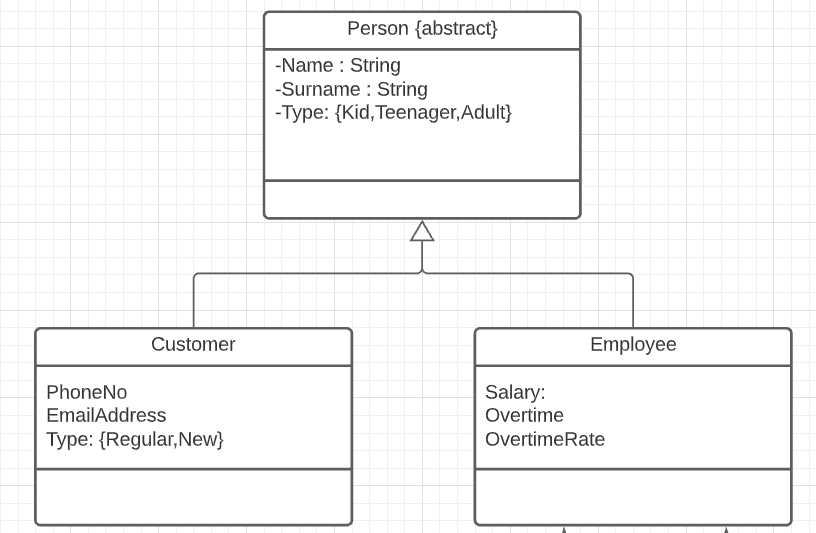 Person {abstract}
-Name : String
-Surname : String
-Type: {Kid,Teenager,Adult}
Customer
PhoneNo
EmailAddress
Type: {Regular,New}
Employee
Salary:
Overtime
OvertimeRate